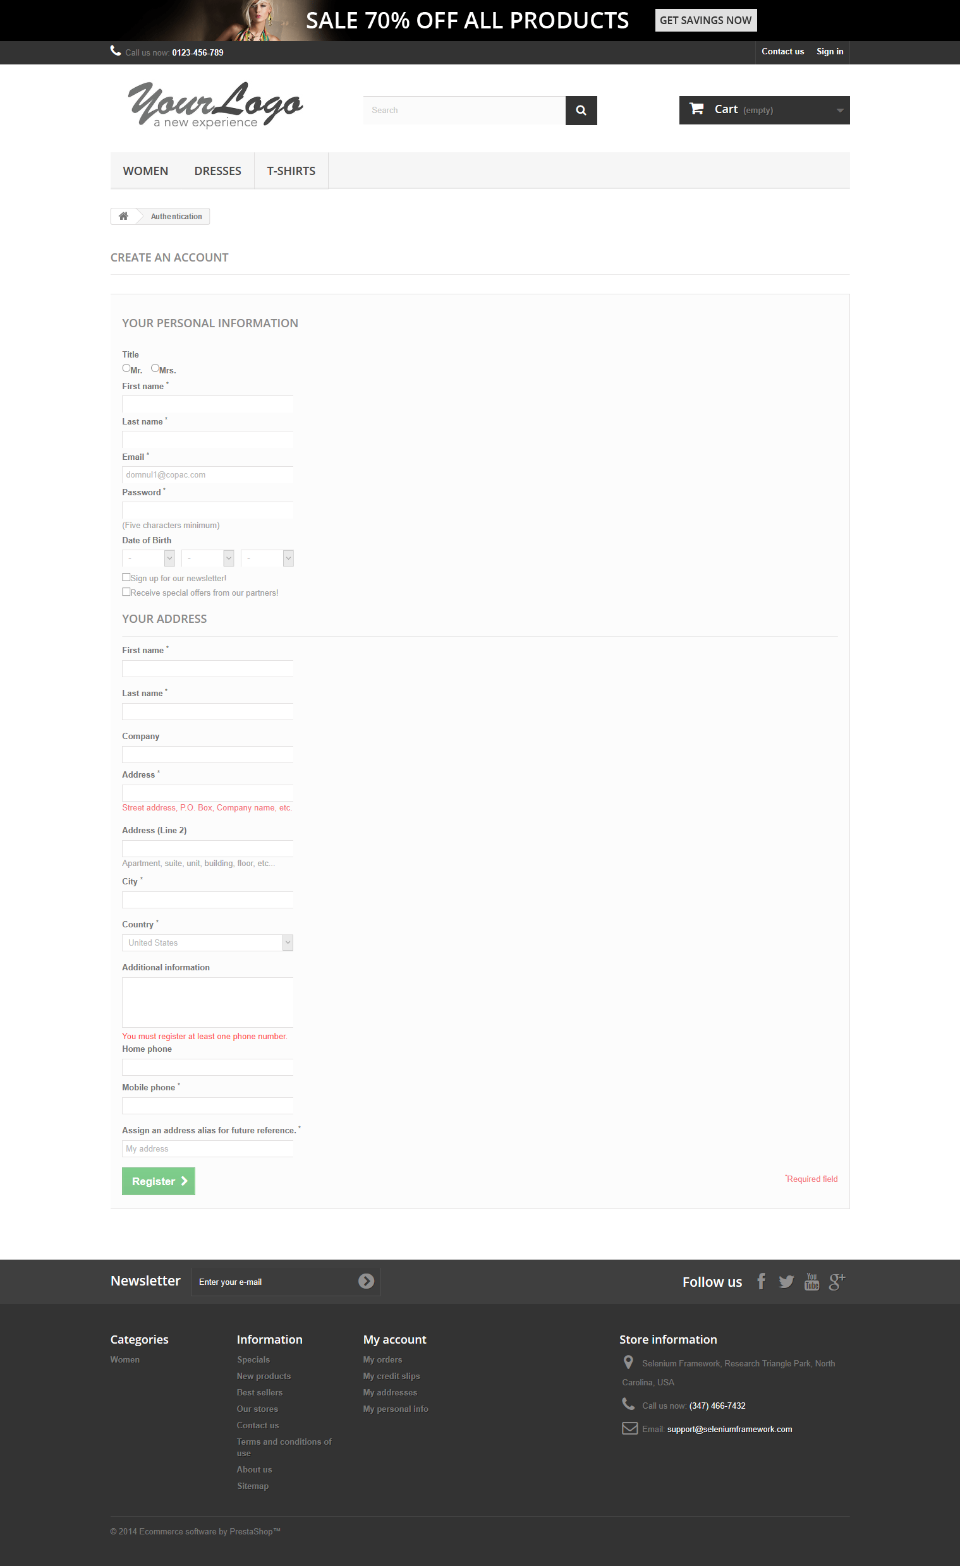 SALE 70% OFF ALL PRODUCTS GET SAVINGS NOW
Call us now: 0123-456-789 Contact us Sign in
YourLogo
a new experience
Search
Cart (empty)
WOMEN DRESSES T-SHIRTS
Authentication
CREATE AN ACCOUNT
YOUR PERSONAL INFORMATION
Title
Mr. Mrs.
First name *
Last name *
Email *
domnul1@copac.com
Password *
(Five characters minimum)
Date of Birth
- - -
Sign up for our newsletter!
Receive special offers from our partners!
YOUR ADDRESS
First name *
Last name *
Company
Address *
Street address, P.O. Box, Company name, etc.
Address (Line 2)
Apartment, suite, unit, building, floor, etc...
City *
Country *
United States
Additional information
You must register at least one phone number.
Home phone
Mobile phone *
Assign an address alias for future reference. *
My address
Register
*Required field
Newsletter Enter your e-mail Follow us f You Tube g+
Categories
Women
Information
Specials
New products
Best sellers
Our stores
Contact us
Terms and conditions of
use
About us
Sitemap
My account
My orders
My credit slips
My addresses
My personal info
Store information
Selenium Framework, Research Triangle Park, North
Carolina, USA
Call us now: (347) 466-7432
Email: support@seleniumframework.com
© 2014 Ecommerce software by PrestaShop™